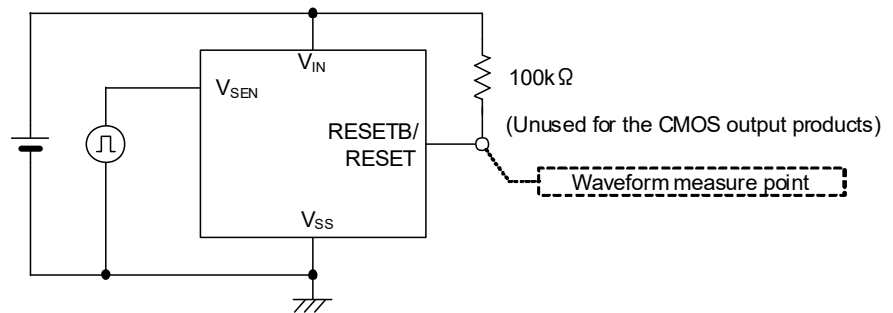 V_IN
100kΩ
V_SEN
(Unused for the CMOS output products)
RESETB/
RESET
Waveform measure point
V_SS